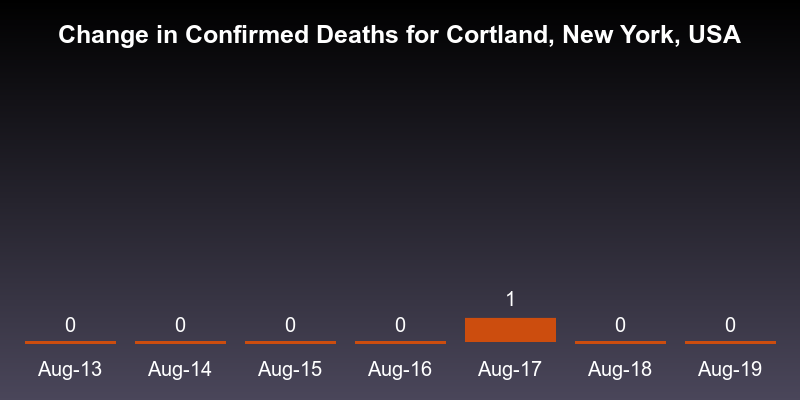 Change in Confirmed Deaths for Cortland, New York, USA
0 0 0 0 1 0 0
Aug-13 Aug-14 Aug-15 Aug-16 Aug-17 Aug-18 Aug-19